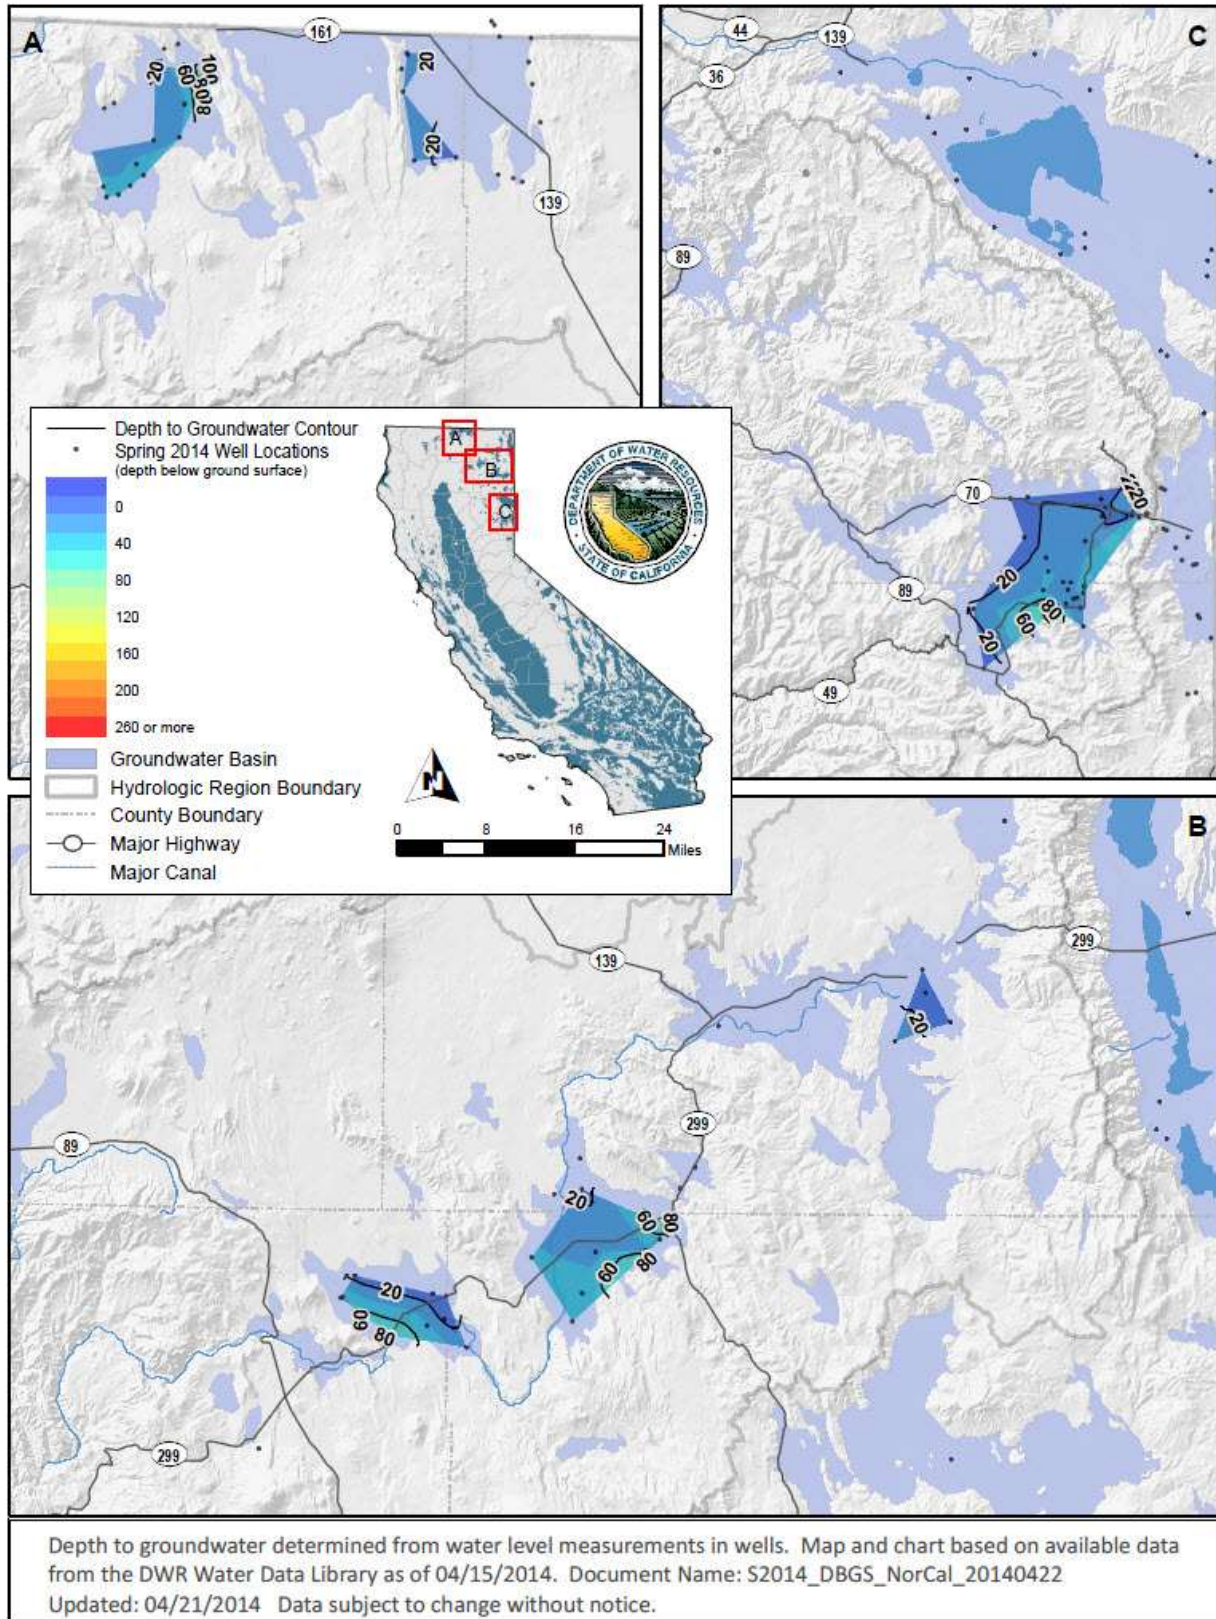 A
161
20
60
100
80
20
20
139
C
44
139
36
89
70
20
89
20
60
80
20
49
Depth to Groundwater Contour
Spring 2014 Well Locations
(depth below ground surface)
0
40
80
120
160
200
260 or more
Groundwater Basin
Hydrologic Region Boundary
County Boundary
Major Highway
Major Canal
A
B
C
DEPARTMENT OF WATER RESOURCES
STATE OF CALIFORNIA
N
0 8 16 24
Miles
B
299
139
20
299
89
20
60
80
60
80
20
60
80
299
Depth to groundwater determined from water level measurements in wells. Map and chart based on available data
from the DWR Water Data Library as of 04/15/2014. Document Name: S2014_DBGS_NorCal_20140422
Updated: 04/21/2014 Data subject to change without notice.